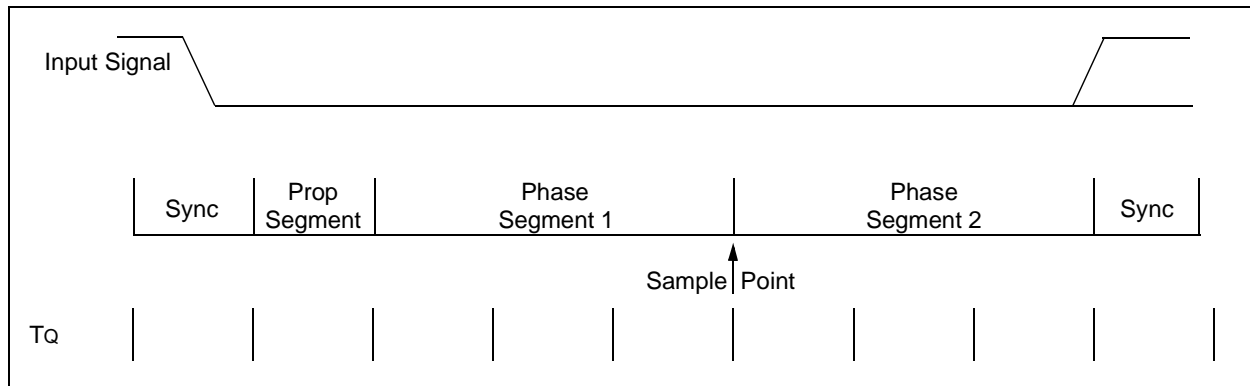 Input Signal
Sync
Prop
Segment
Phase
Segment 1
Phase
Segment 2
Sync
Sample Point
TQ